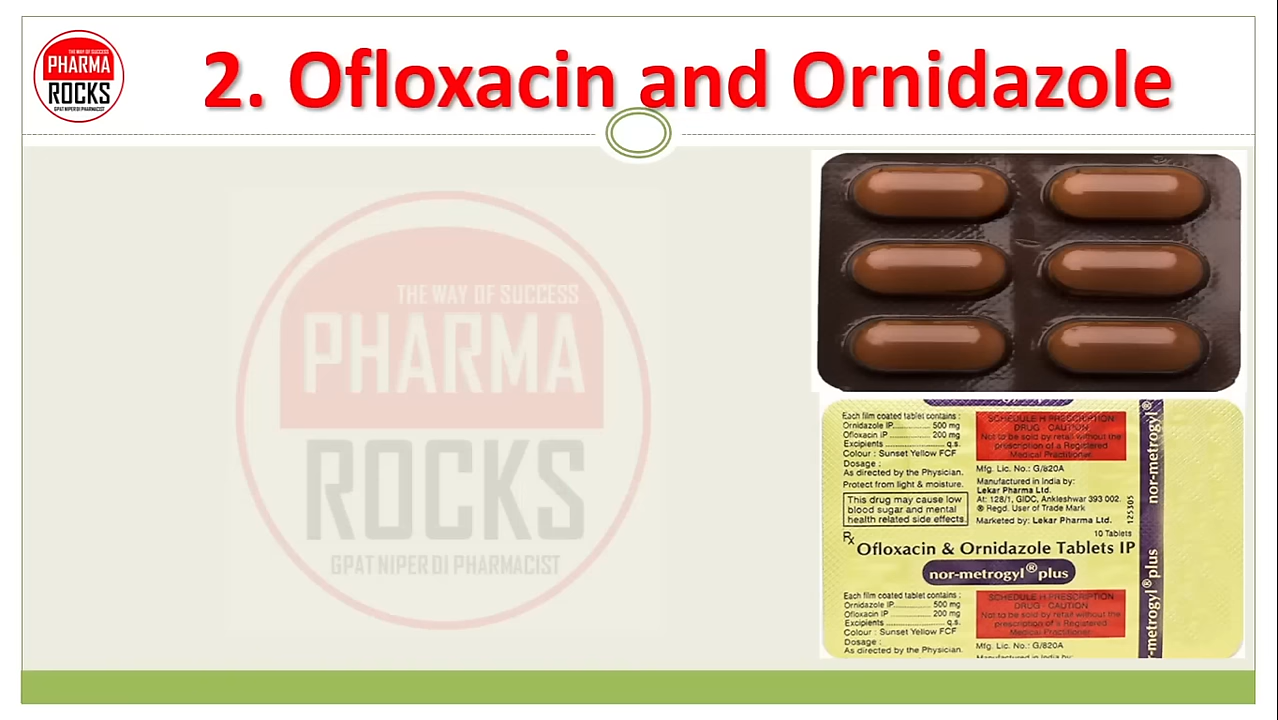 THE WAY OF SUCCESS
PHARMA
ROCKS
GPAT NIPER DI PHARMACIST
2. Ofloxacin and Ornidazole
THE WAY OF SUCCESS
PHARMA
ROCKS
GPAT NIPER DI PHARMACIST
Each film coated tablet contains :
Ornidazole IP............ 500 mg
Ofloxacin IP ............. 200 mg
Excipients ................. q.s.
Colour : Sunset Yellow FCF
Dosage :
As directed by the Physician.
Protect from light & moisture.
This drug may cause low
blood sugar and mental
health related side effects.
SCHEDULE H PRESCRIPTION
DRUG - CAUTION
Not to be sold by retail without the
prescription of a Registered
Medical Practitioner.
Mfg. Lic. No.: G/820A
Manufactured in India by:
Lekar Pharma Ltd.
At: 128/1, GIDC, Ankleshwar 393 002.
® Regd. User of Trade Mark
Marketed by: Lekar Pharma Ltd.
125305
10 Tablets
Rx
Ofloxacin & Ornidazole Tablets IP
nor-metrogyl® plus
Each film coated tablet contains :
Ornidazole IP............ 500 mg
Ofloxacin IP ............. 200 mg
Excipients ................. q.s.
Colour : Sunset Yellow FCF
Dosage :
As directed by the Physician.
SCHEDULE H PRESCRIPTION
DRUG - CAUTION
Not to be sold by retail without the
prescription of a Registered
Medical Practitioner.
Mfg. Lic. No.: G/820A
Manufactured in India by:
nor-metrogyl®
-metrogyl® plus